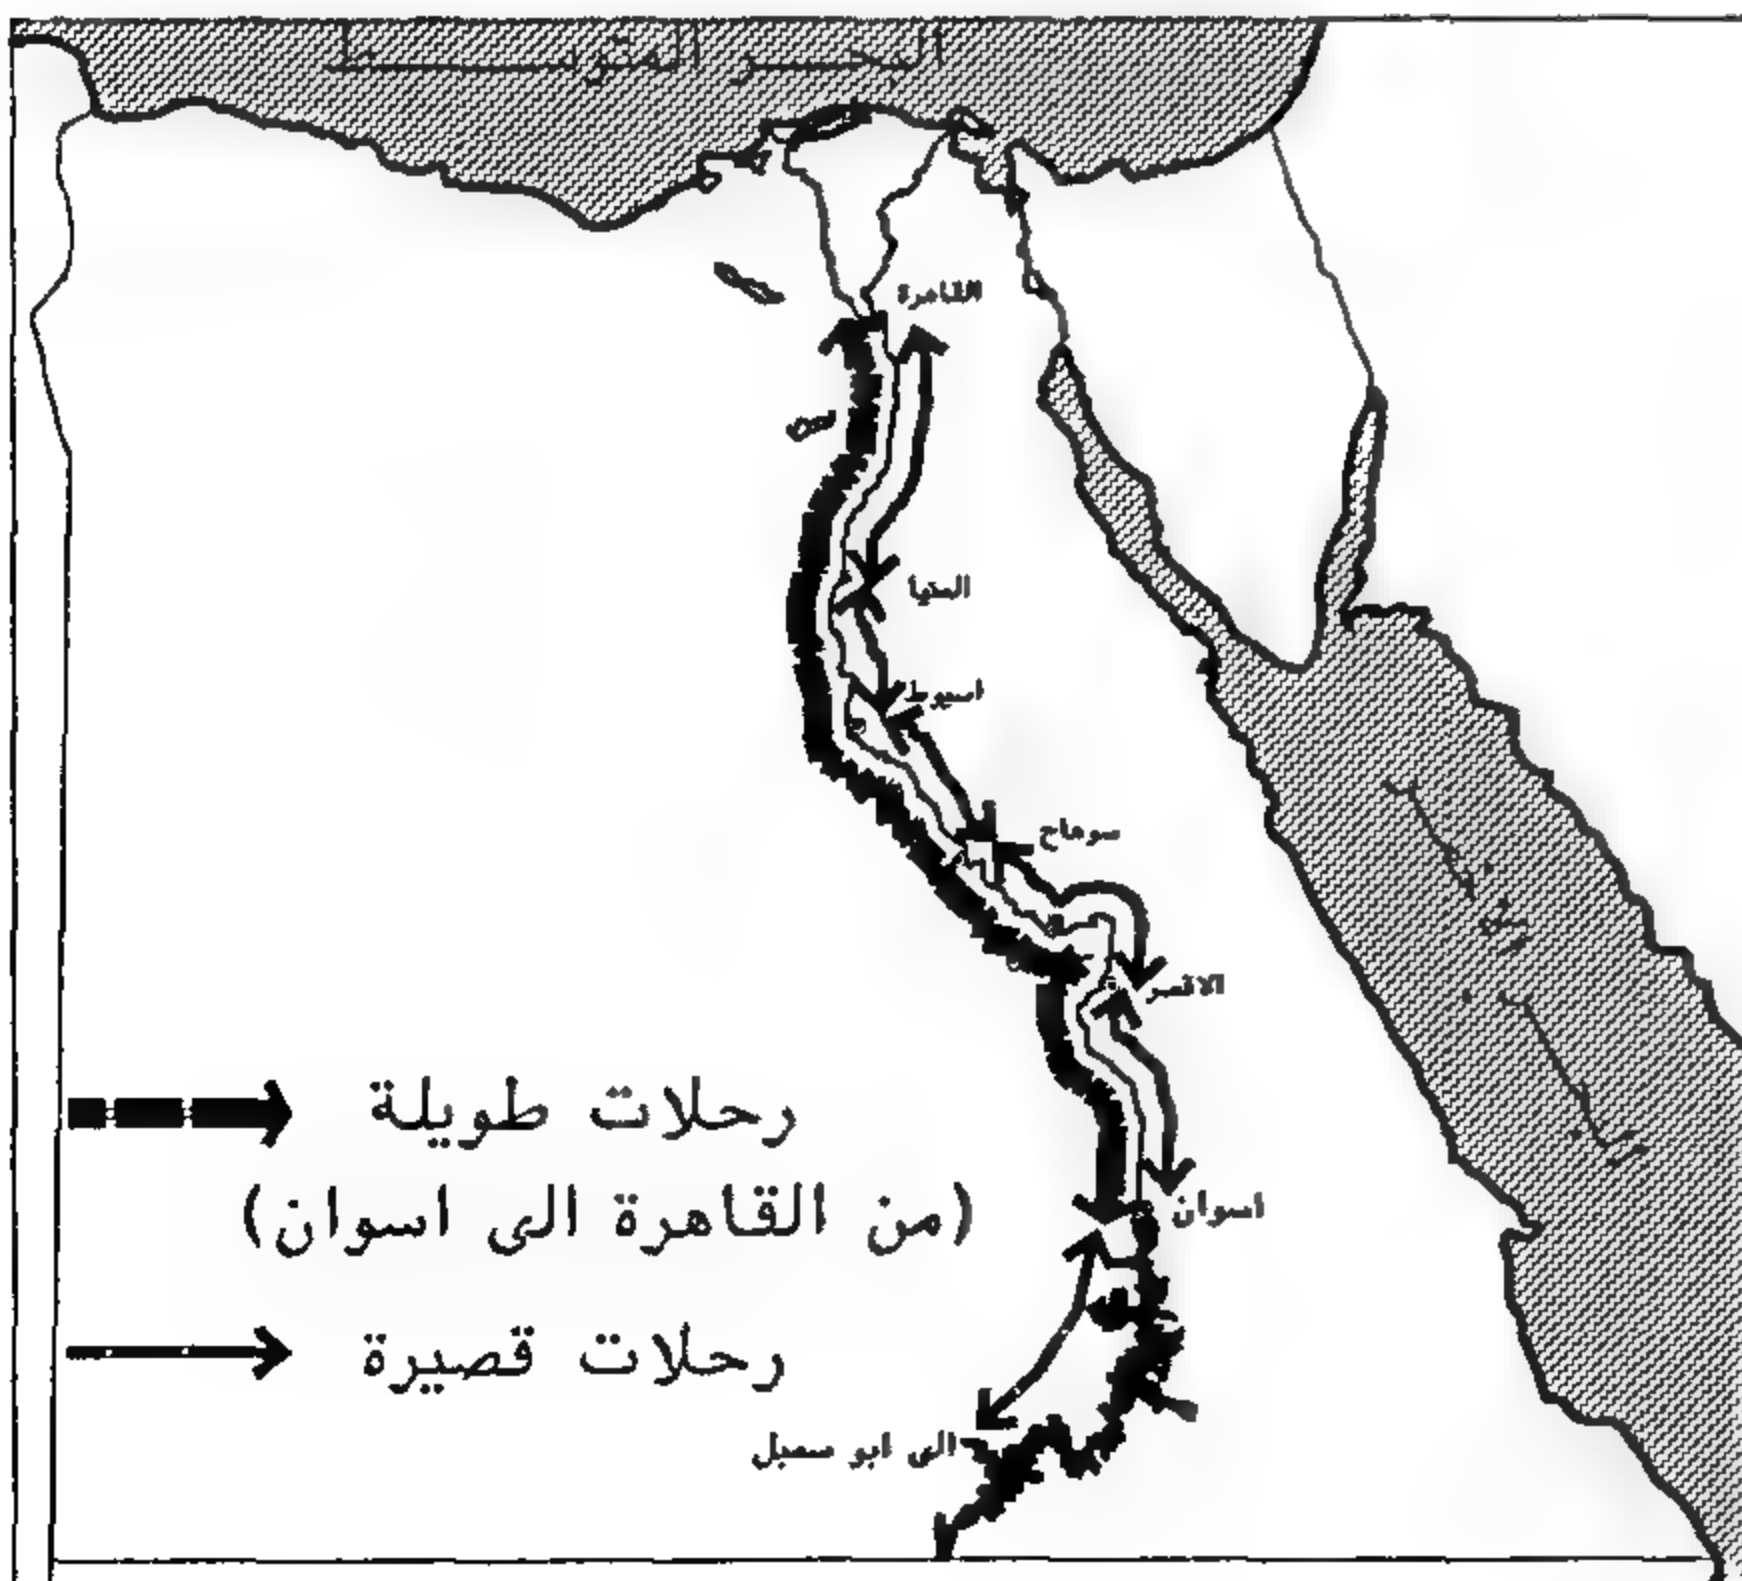 البحر المتوسط
القاهرة
المنيا
اسيوط
سوهاج
الاقصر
رحلات طويلة
(من القاهرة الى اسوان)
اسوان
رحلات قصيرة
الى ابو سمبل